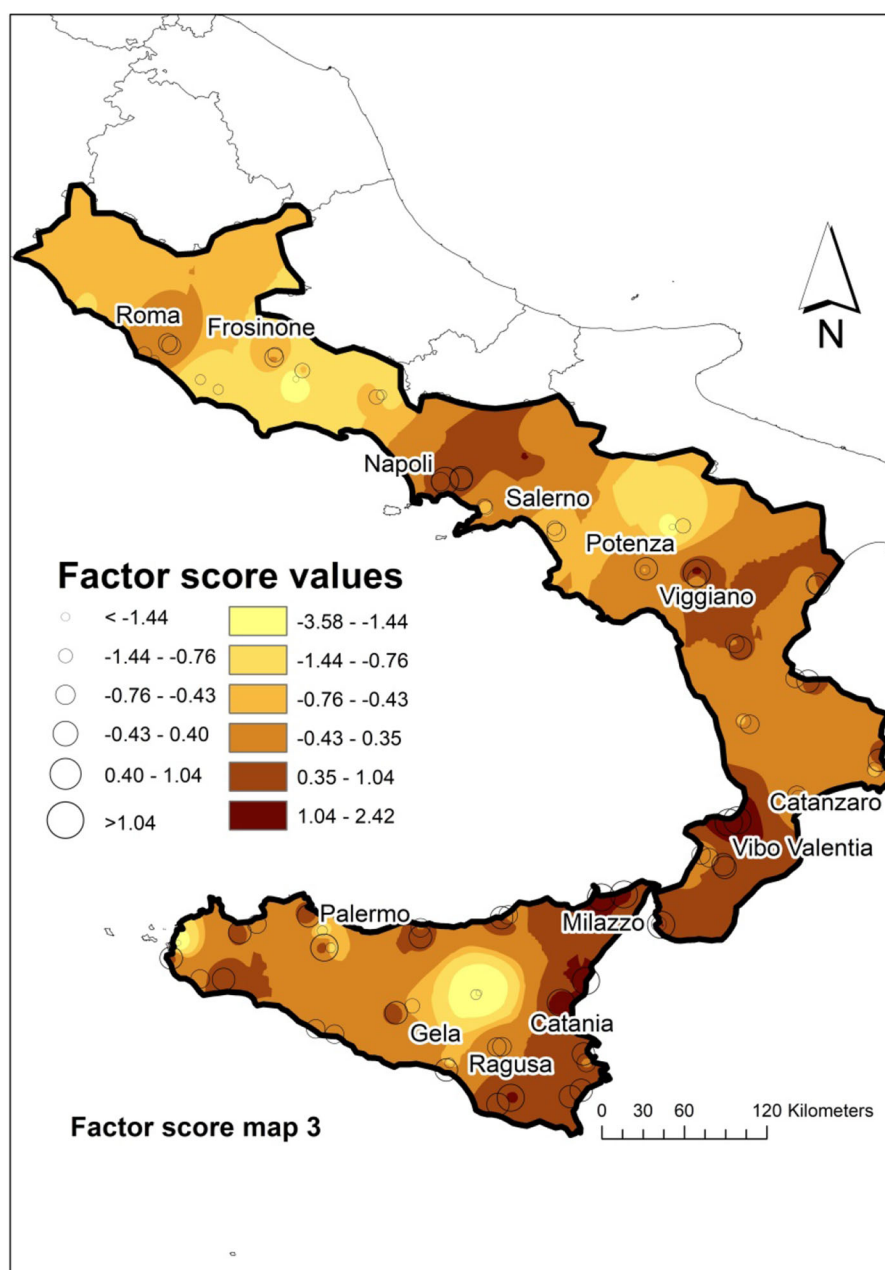 Roma
Frosinone
N
Napoli
Salerno
Potenza
Viggiano
Factor score values
< -1.44 -3.58 - -1.44
-1.44 - -0.76 -1.44 - -0.76
-0.76 - -0.43 -0.76 - -0.43
-0.43 - 0.40 -0.43 - 0.35
0.40 - 1.04 0.35 - 1.04
>1.04 1.04 - 2.42
Catanzaro
Vibo Valentia
Palermo
Milazzo
Gela
Catania
Ragusa
0 30 60 120 Kilometers
Factor score map 3